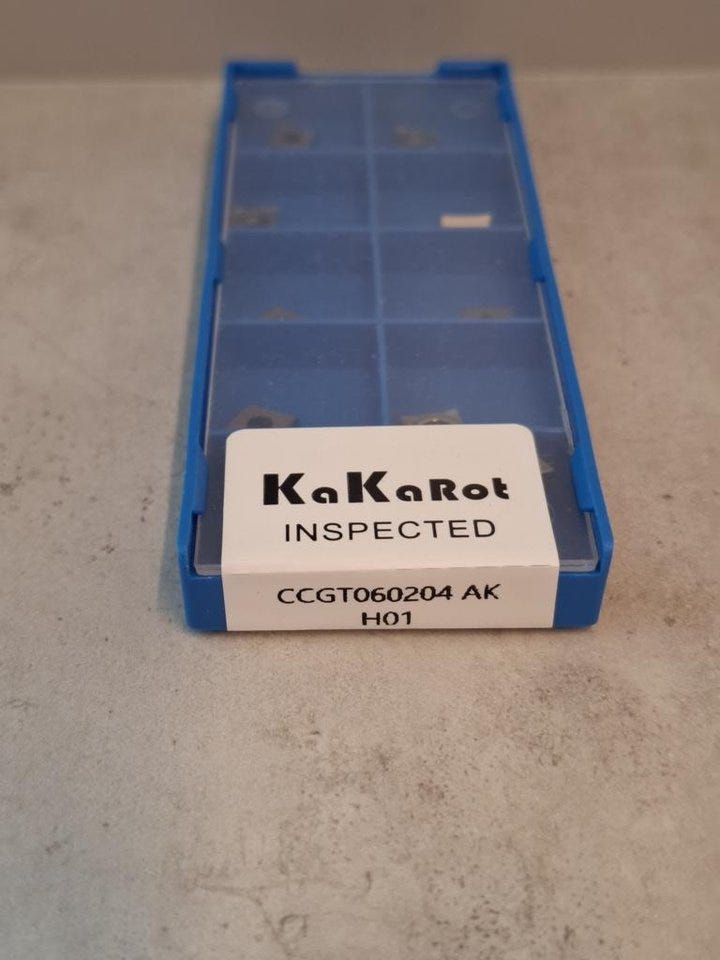 KaKaRot
INSPECTED
CCGT060204 AK
H01